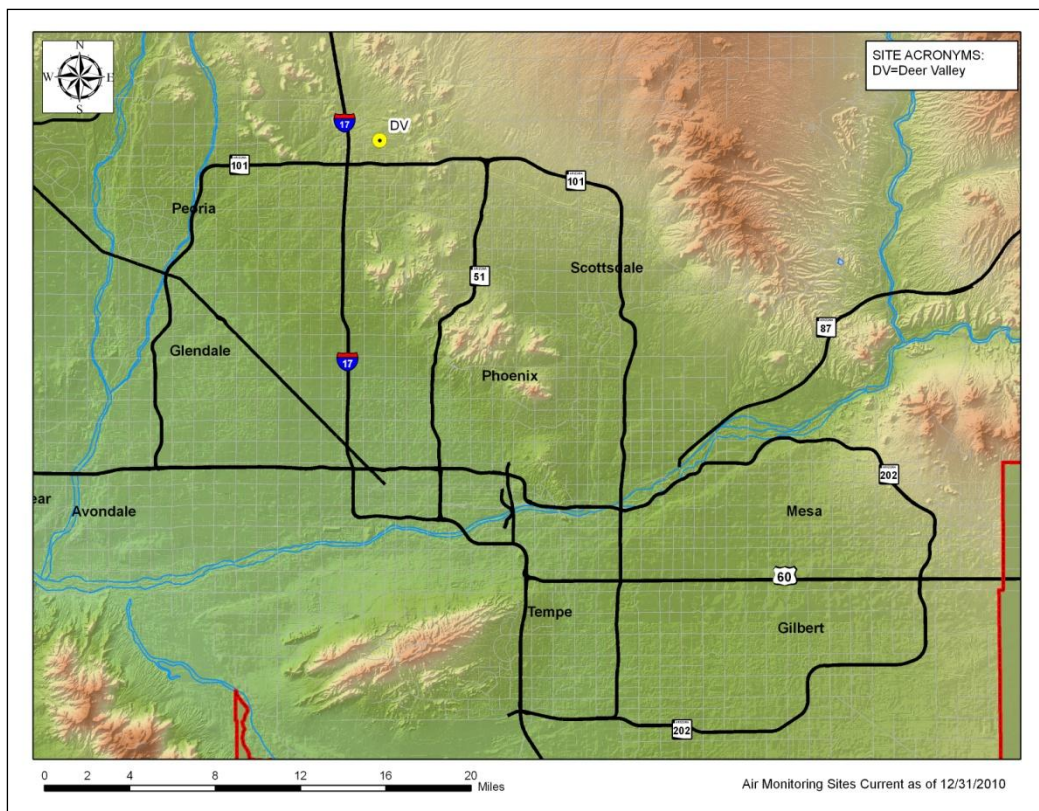 N
W E
S
SITE ACRONYMS:
DV=Deer Valley
17
DV
101
101
Peoria
51
Scottsdale
87
Glendale
17
Phoenix
202
ear
Avondale
Mesa
60
Tempe
Gilbert
202
0 2 4 8 12 16 20
Miles
Air Monitoring Sites Current as of 12/31/2010